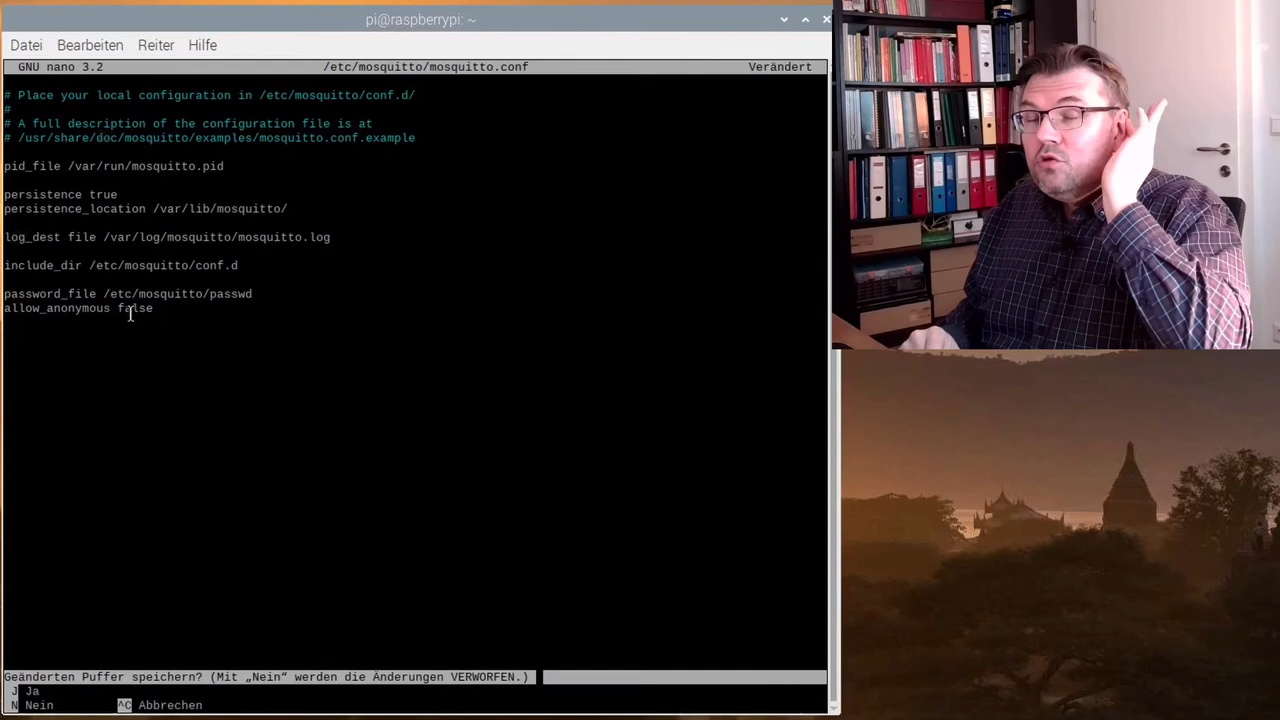 pi@raspberrypi: ~
Datei Bearbeiten Reiter Hilfe
GNU nano 3.2 /etc/mosquitto/mosquitto.conf Verändert
# Place your local configuration in /etc/mosquitto/conf.d/
#
# A full description of the configuration file is at
# /usr/share/doc/mosquitto/examples/mosquitto.conf.example
pid_file /var/run/mosquitto.pid
persistence true
persistence_location /var/lib/mosquitto/
log_dest file /var/log/mosquitto/mosquitto.log
include_dir /etc/mosquitto/conf.d
password_file /etc/mosquitto/passwd
allow_anonymous false
Geänderten Puffer speichern? (Mit „Nein“ werden die Änderungen VERWORFEN.)
J Ja
N Nein ^C Abbrechen